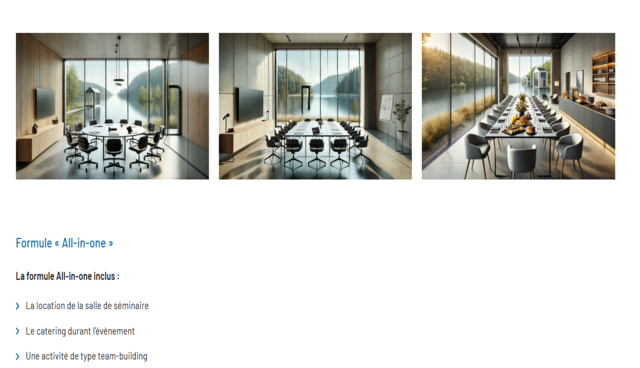 Formule « All-in-one »
La formule All-in-one inclus :
La location de la salle de séminaire
Le catering durant l'évènement
Une activité de type team-building